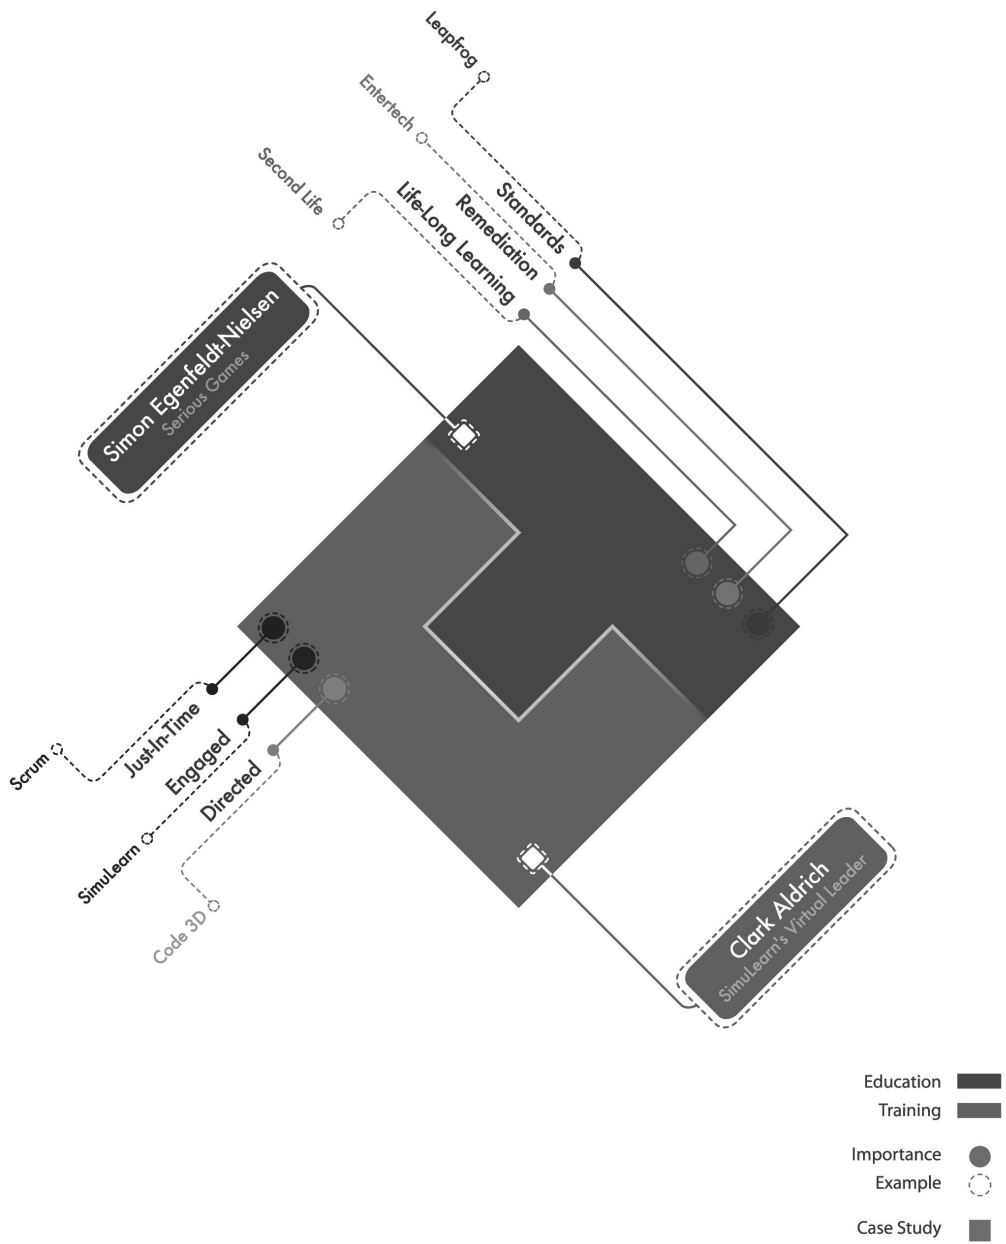 Leapfrog
Entertech
Second Life
Standards
Remediation
Life-Long Learning
Simon Egenfeldt-Nielsen
Serious Games
Just-In-Time
Engaged
Directed
Scrum
SimuLearn
Code 3D
Clark Aldrich
SimuLearn's Virtual Leader
Education
Training
Importance
Example
Case Study